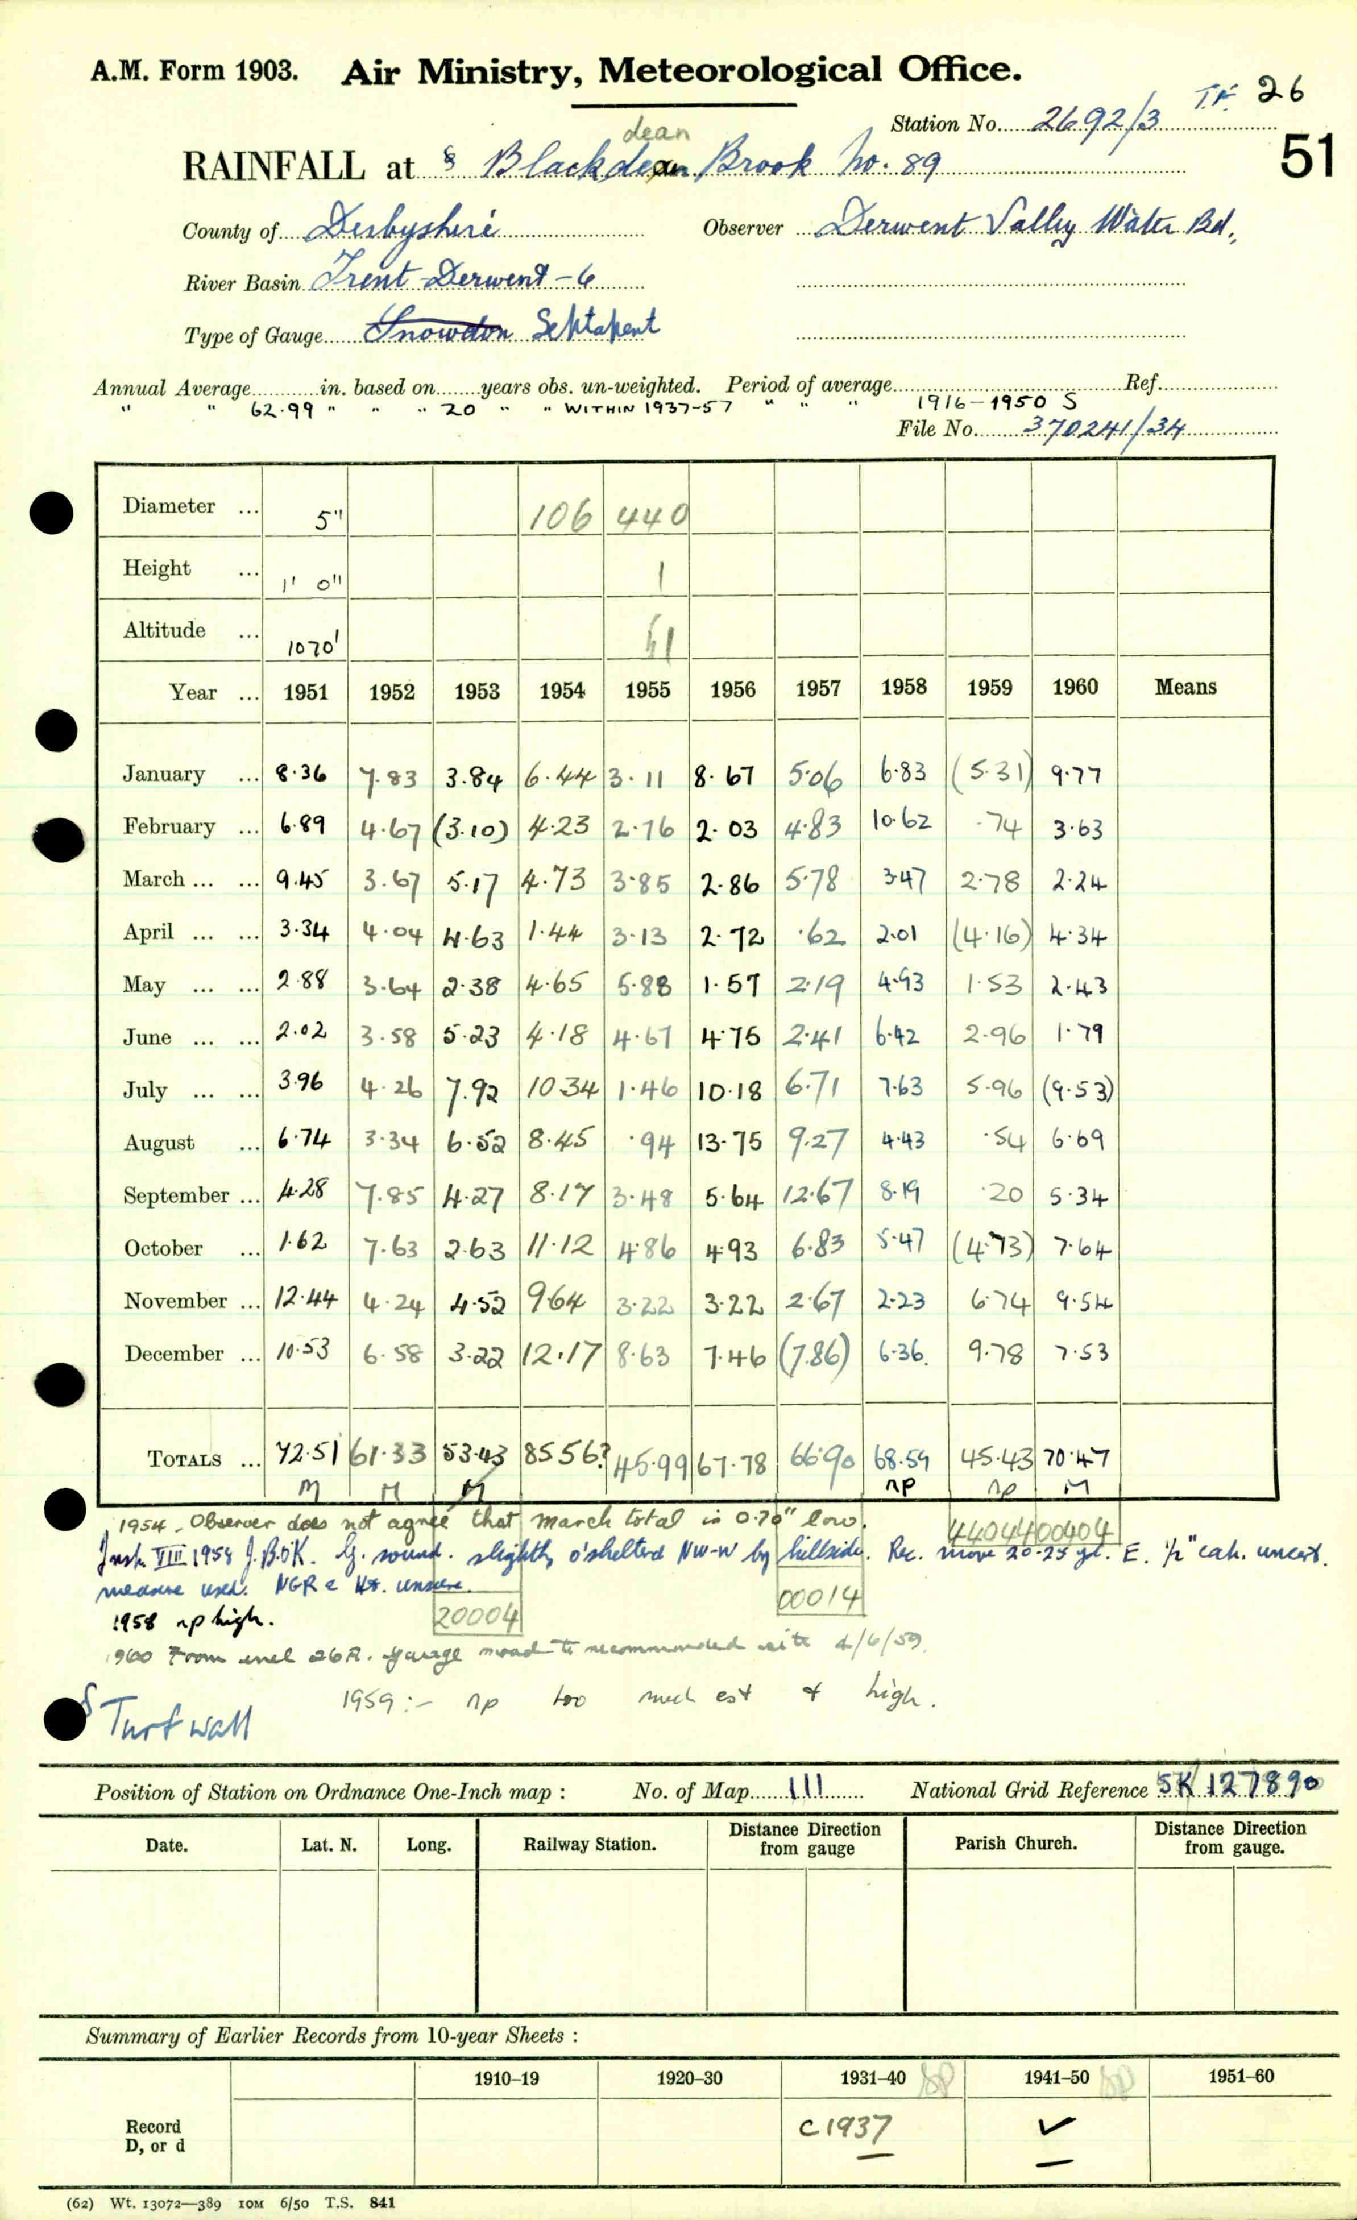 A.M. Form 1903. Air Ministry, Meteorological Office.
T.F. 26
Station No. 2692/3
51
dean
RAINFALL at § Blackdean Brook No. 89
County of Derbyshire Observer Derwent Valley Water Bd.
River Basin Trent-Derwent-6
Type of Gauge Snowdon Septapent
Annual Average in. based on years obs. un-weighted. Period of average Ref.
" " 62.99 " " " 20 " " WITHIN 1937-57 " " " 1916-1950 S
File No. 370241/34
Diameter ... 5" 106 440
Height ... 1' 0" 1
Altitude ... 1070' 51
Year ... 1951 1952 1953 1954 1955 1956 1957 1958 1959 1960 Means
January ... 8.36 7.83 3.84 6.44 3.11 8.67 5.06 6.83 (5.31) 9.77
February ... 6.89 4.67 (3.10) 4.23 2.76 2.03 4.83 10.62 .74 3.63
March ... ... 9.45 3.67 5.17 4.73 3.85 2.86 5.78 3.47 2.78 2.24
April ... ... 3.34 4.04 4.63 1.44 3.13 2.72 .62 2.01 (4.16) 4.34
May ... ... 2.88 3.64 2.38 4.65 5.88 1.57 2.19 4.93 1.53 2.43
June ... ... 2.02 3.58 5.23 4.18 4.67 4.75 2.41 6.42 2.96 1.79
July ... ... 3.96 4.26 7.92 10.34 1.46 10.18 6.71 7.63 5.96 (9.53)
August ... 6.74 3.34 6.52 8.45 .94 13.75 9.27 4.43 .54 6.69
September ... 4.28 7.85 4.27 8.17 3.48 5.64 12.67 8.19 .20 5.34
October ... 1.62 7.63 2.63 11.12 4.86 4.93 6.83 5.47 (4.73) 7.64
November ... 12.44 4.24 4.52 9.64 3.22 3.22 2.67 2.23 6.74 9.54
December ... 10.53 6.58 3.22 12.17 8.63 7.46 (7.86) 6.36 9.78 7.53
TOTALS ... 72.51 61.33 53.43 85.56? 45.99 67.78 66.90 68.59 45.43 70.47
M M M np np M
1954 - Observer does not agree that march total is 0.70" low.
4404400404
Insp. VIII 1958 J.B.OK. G. sound. slightly o'sheltered NW-W by hillside. Rec. move 20-25 yd. E. 1/2" cah. uncert.
measure used. NGR & Ht. unsure.
00014
1958 np high.
20004
1960 From encl 26A. gauge moved to recommended site 4/6/59.
1959:- np too much est & high.
§ Turf wall
Position of Station on Ordnance One-Inch map : No. of Map 111 National Grid Reference SK 127890
Date. Lat. N. Long. Railway Station. Distance from Direction gauge Parish Church. Distance from Direction gauge.
Summary of Earlier Records from 10-year Sheets :
1910–19 1920–30 1931–40 SP 1941–50 SP 1951–60
Record D, or d C1937 ✓
(62) Wt. 13072—389 10M 6/50 T.S. 841